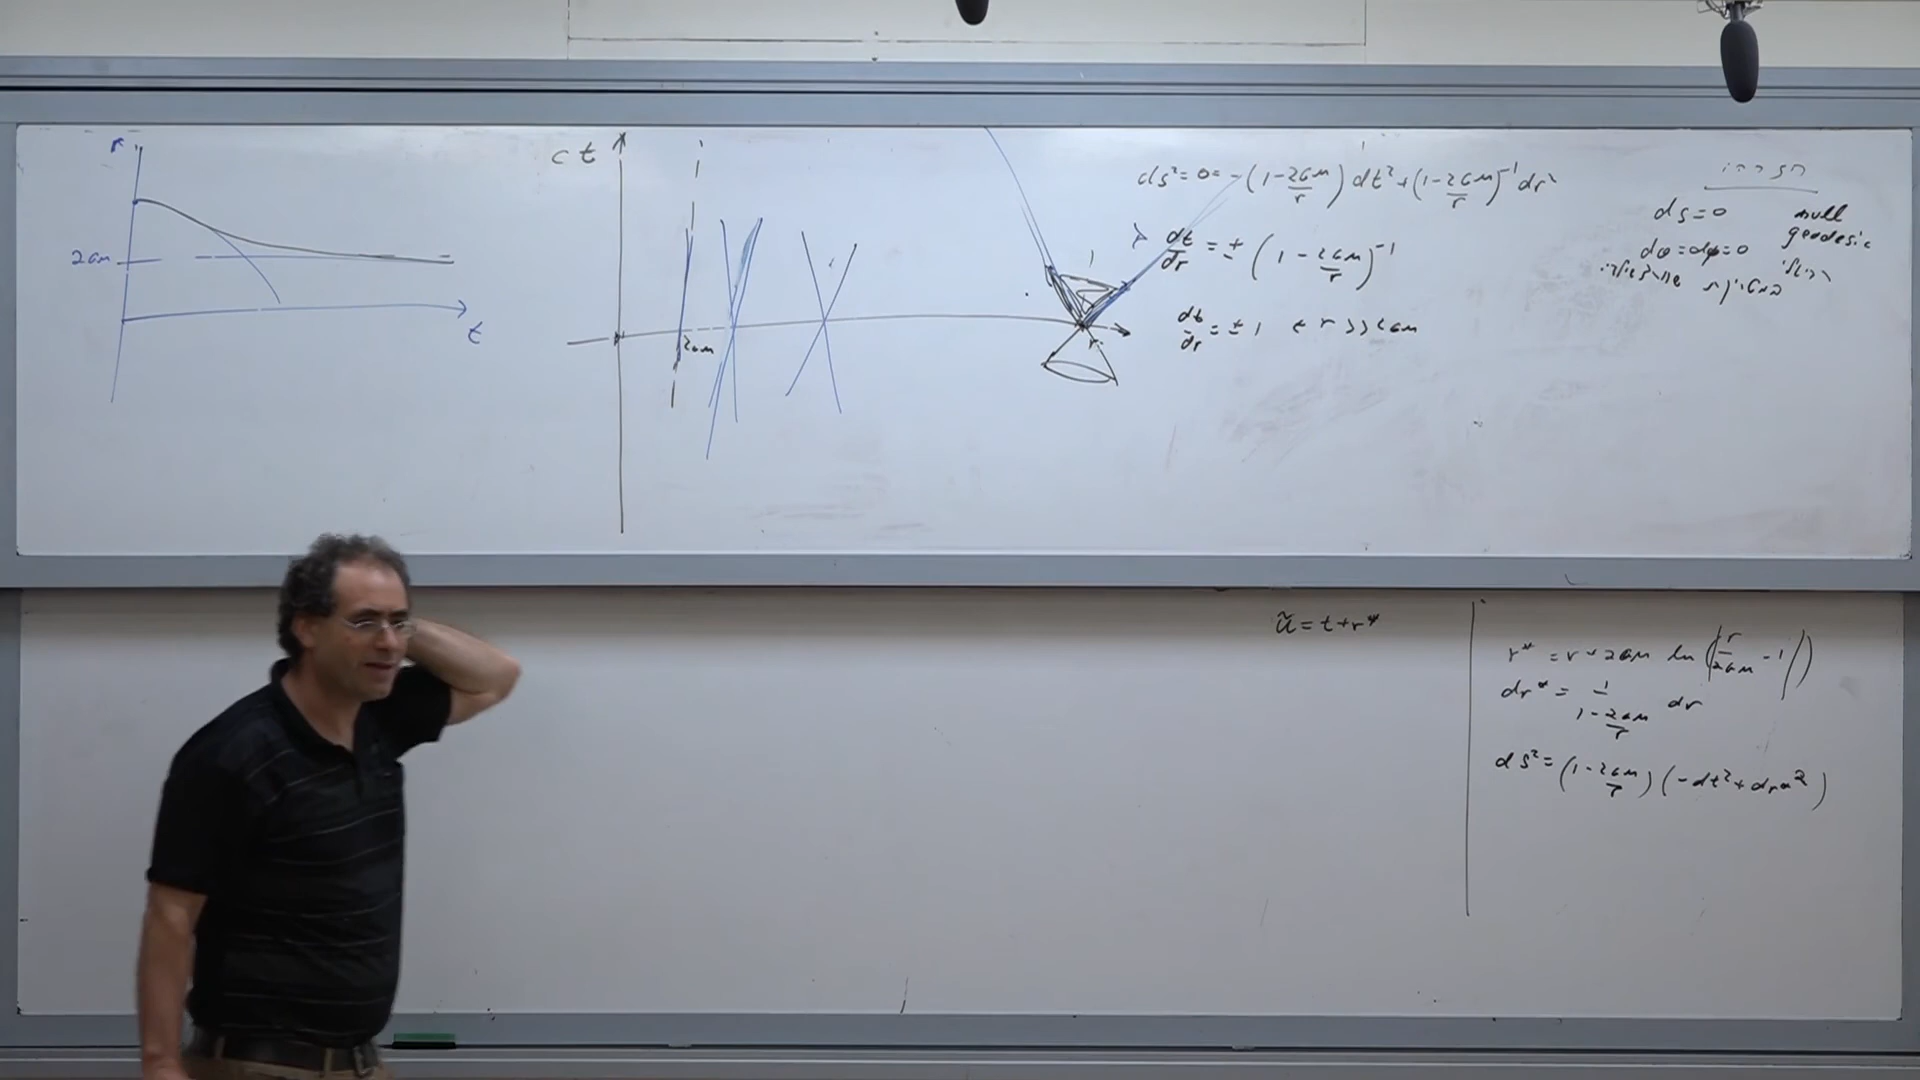 r
2GM
t
ct
2GM
r
ds² = 0 = -(1-2GM/r) dt² + (1-2GM/r)⁻¹ dr²
dt/dr = ± (1 - 2GM/r)⁻¹
dt/dr = ± 1 ← r >> 2GM
ds=0 null geodesic
dθ=dφ=0
ũ = t + r*
r* = r + 2GM ln(|r/2GM - 1|)
dr* = 1/(1-2GM/r) dr
ds² = (1-2GM/r)(-dt²+dr*²)